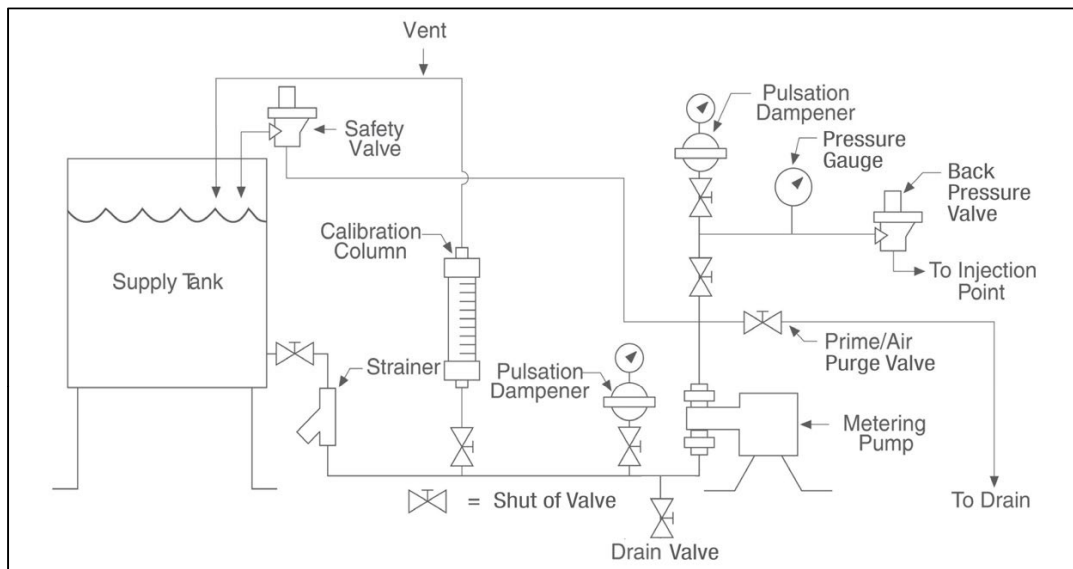 Vent
Safety
Valve
Pulsation
Dampener
Pressure
Gauge
Back
Pressure
Valve
Calibration
Column
To Injection
Point
Supply Tank
Strainer
Pulsation
Dampener
Prime/Air
Purge Valve
Metering
Pump
= Shut of Valve
To Drain
Drain Valve